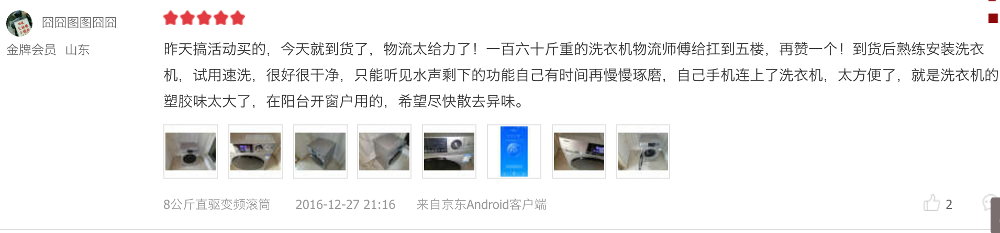 囧囧图图囧囧
金牌会员 山东
昨天搞活动买的，今天就到货了，物流太给力了！一百六十斤重的洗衣机物流师傅给扛到五楼，再赞一个！到货后熟练安装洗衣
机，试用速洗，很好很干净，只能听见水声剩下的功能自己有时间再慢慢琢磨，自己手机连上了洗衣机，太方便了，就是洗衣机的
塑胶味太大了，在阳台开窗户用的，希望尽快散去异味。
8公斤直驱变频滚筒 2016-12-27 21:16 来自京东Android客户端 2